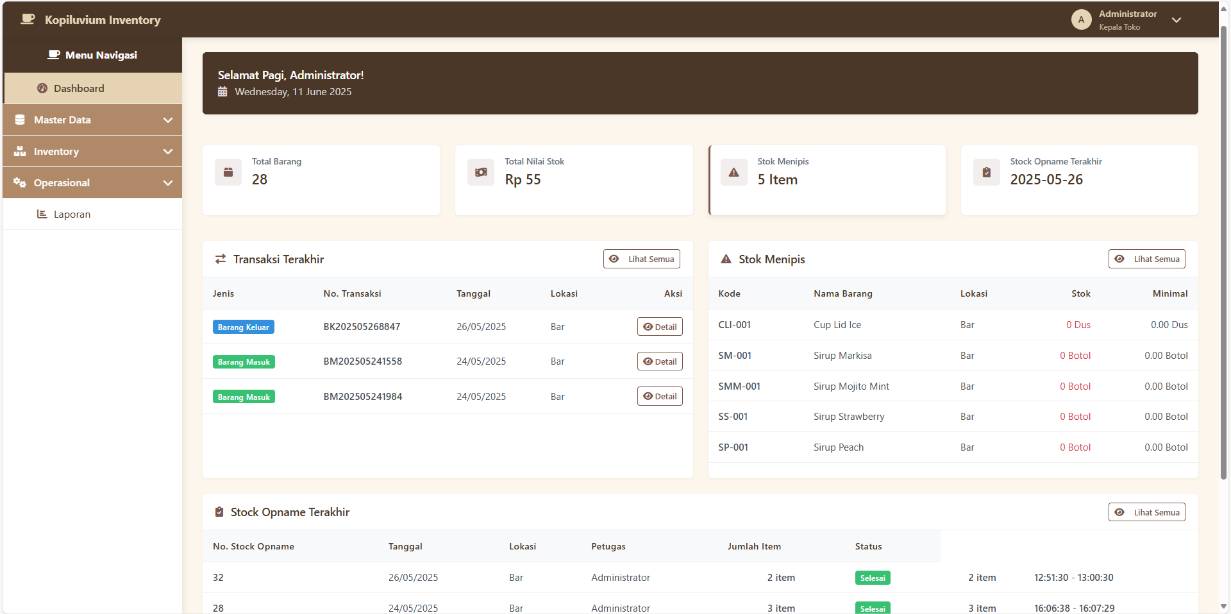 Kopiluvium Inventory
A
Administrator
Kepala Toko
Menu Navigasi
Dashboard
Master Data
Inventory
Operasional
Laporan
Selamat Pagi, Administrator!
Wednesday, 11 June 2025
Total Barang
28
Total Nilai Stok
Rp 55
Stok Menipis
5 Item
Stock Opname Terakhir
2025-05-26
Transaksi Terakhir
Lihat Semua
Jenis No. Transaksi Tanggal Lokasi Aksi
Barang Keluar BK202505268847 26/05/2025 Bar Detail
Barang Masuk BM202505241558 24/05/2025 Bar Detail
Barang Masuk BM202505241984 24/05/2025 Bar Detail
Stok Menipis
Lihat Semua
Kode Nama Barang Lokasi Stok Minimal
CLI-001 Cup Lid Ice Bar 0 Dus 0.00 Dus
SM-001 Sirup Markisa Bar 0 Botol 0.00 Botol
SMM-001 Sirup Mojito Mint Bar 0 Botol 0.00 Botol
SS-001 Sirup Strawberry Bar 0 Botol 0.00 Botol
SP-001 Sirup Peach Bar 0 Botol 0.00 Botol
Stock Opname Terakhir
Lihat Semua
No. Stock Opname Tanggal Lokasi Petugas Jumlah Item Status
32 26/05/2025 Bar Administrator 2 item Selesai 2 item 12:51:30 - 13:00:30
28 24/05/2025 Bar Administrator 3 item Selesai 3 item 16:06:38 - 16:07:29